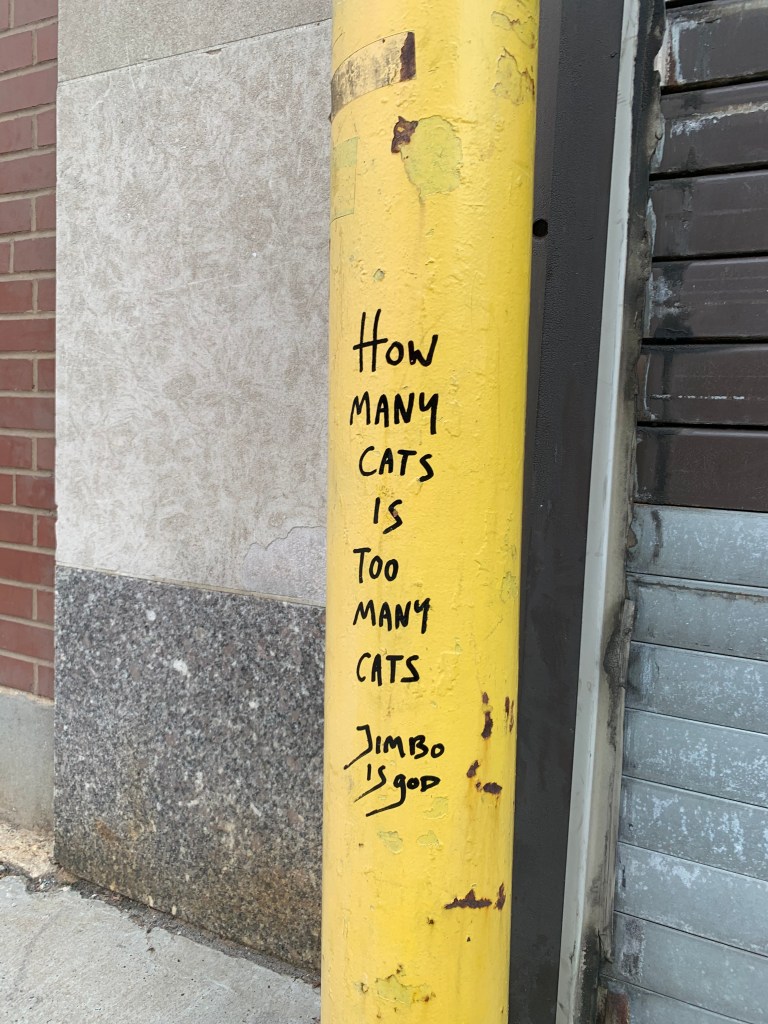 How
MANY
CATS
IS
TOO
MANY
CATS
JIMBO
IS GOD